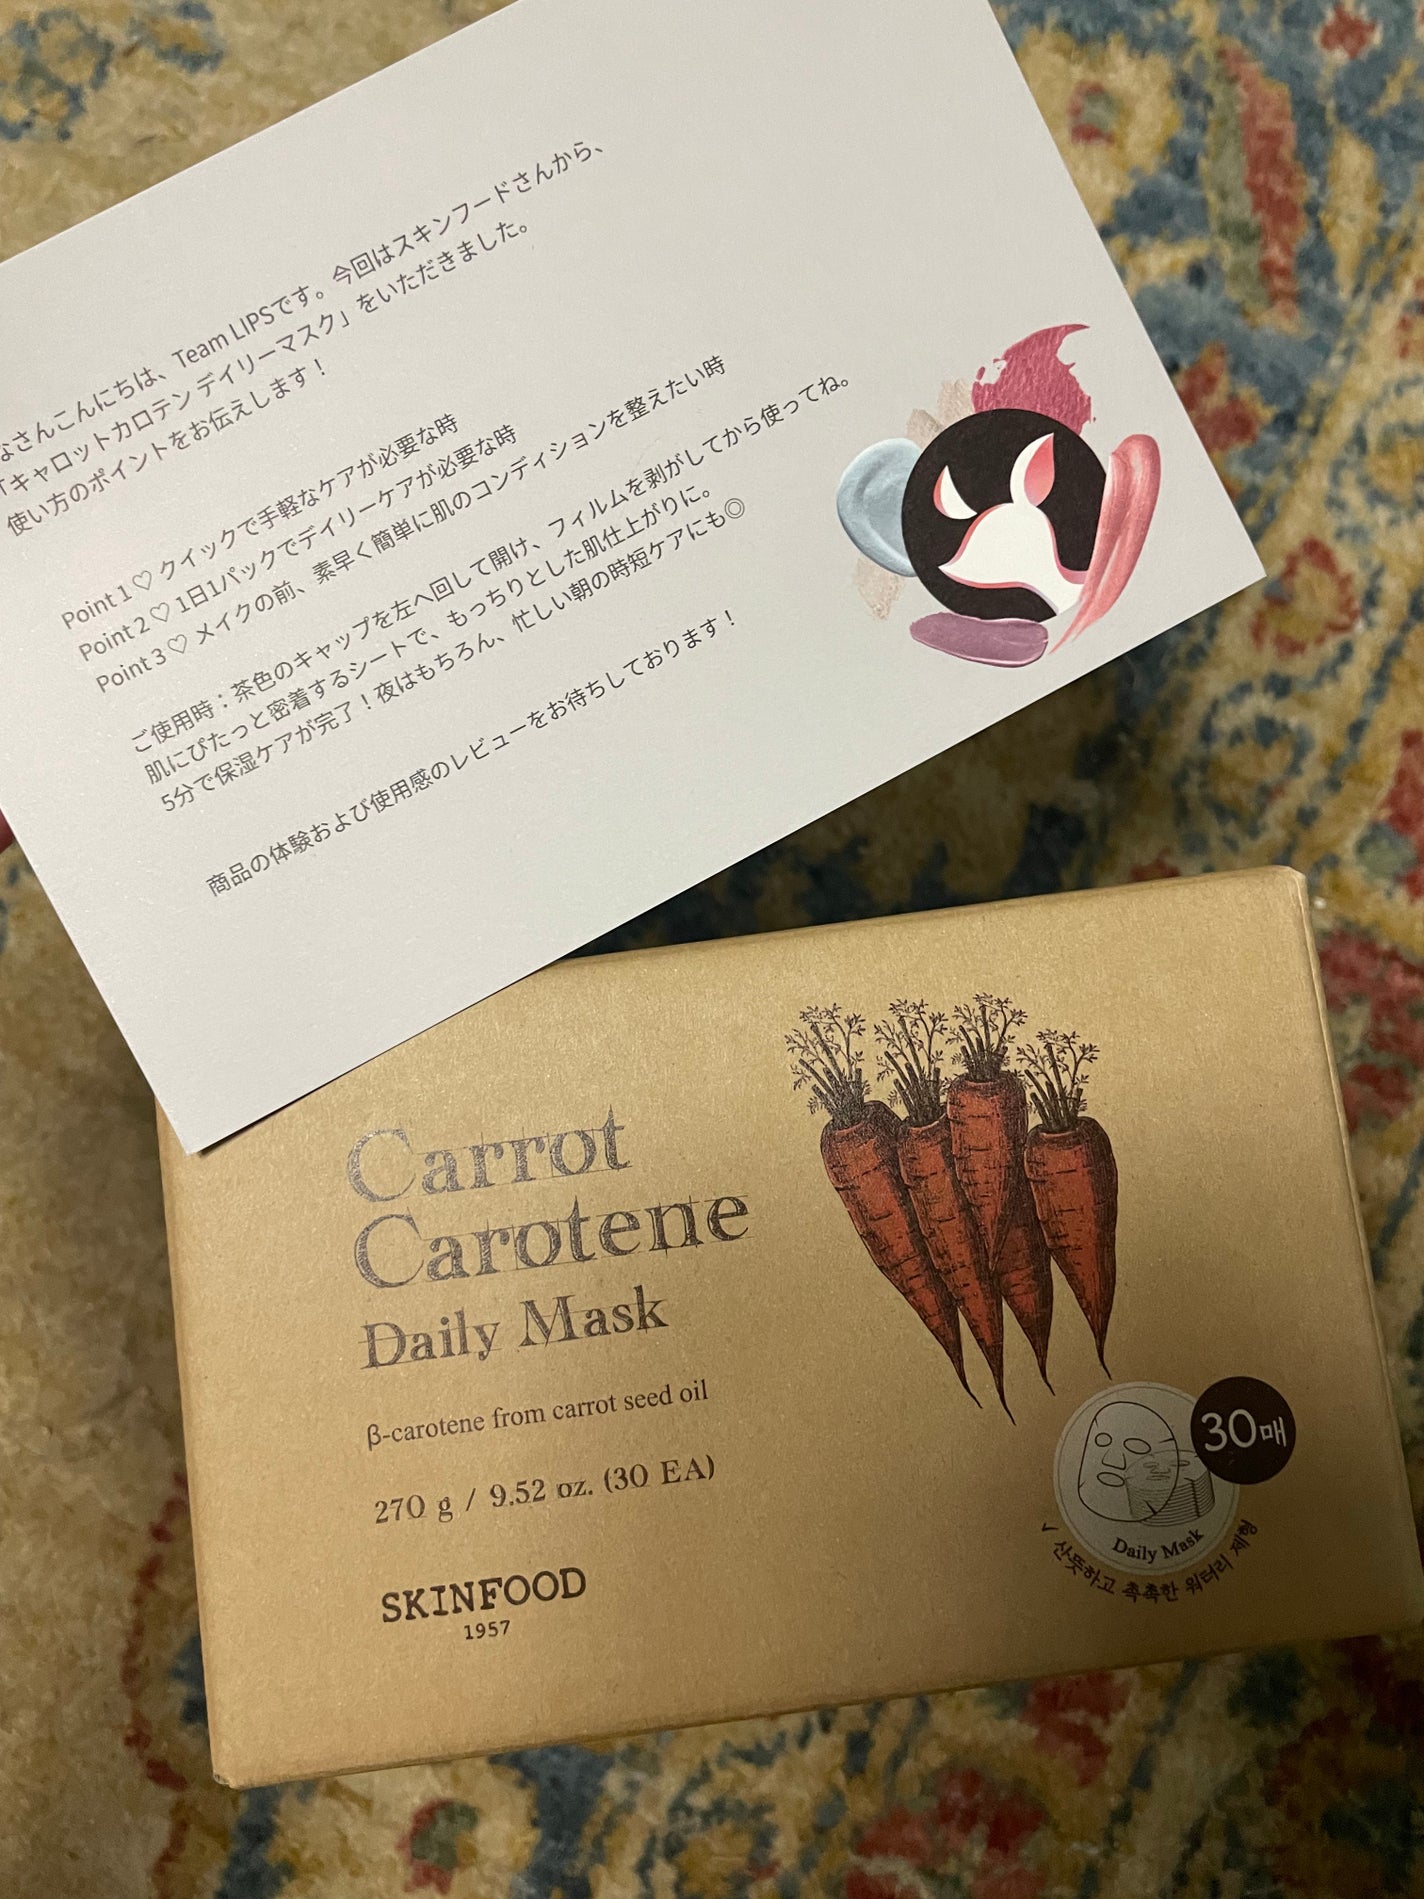 なさんこんにちは、Team LIPSです。今回はスキンフードさんから、
「キャロットカロテン デイリーマスク」をいただきました。
使い方のポイントをお伝えします！
Point 1 ♡ クイックで手軽なケアが必要な時
Point 2 ♡ 1日1パックでデイリーケアが必要な時
Point 3 ♡ メイクの前、素早く簡単に肌のコンディションを整えたい時
ご使用時：茶色のキャップを左へ回して開け、フィルムを剥がしてから使ってね。
肌にぴたっと密着するシートで、もっちりとした肌仕上がりに。
5分で保湿ケアが完了！夜はもちろん、忙しい朝の時短ケアにも◎
商品の体験および使用感のレビューをお待ちしております！
Carrot
Carotene
Daily Mask
β-carotene from carrot seed oil
270 g / 9.52 oz. (30 EA)
SKINFOOD
1957
30매
Daily Mask
✓ 산뜻하고 촉촉한 워터리 제형